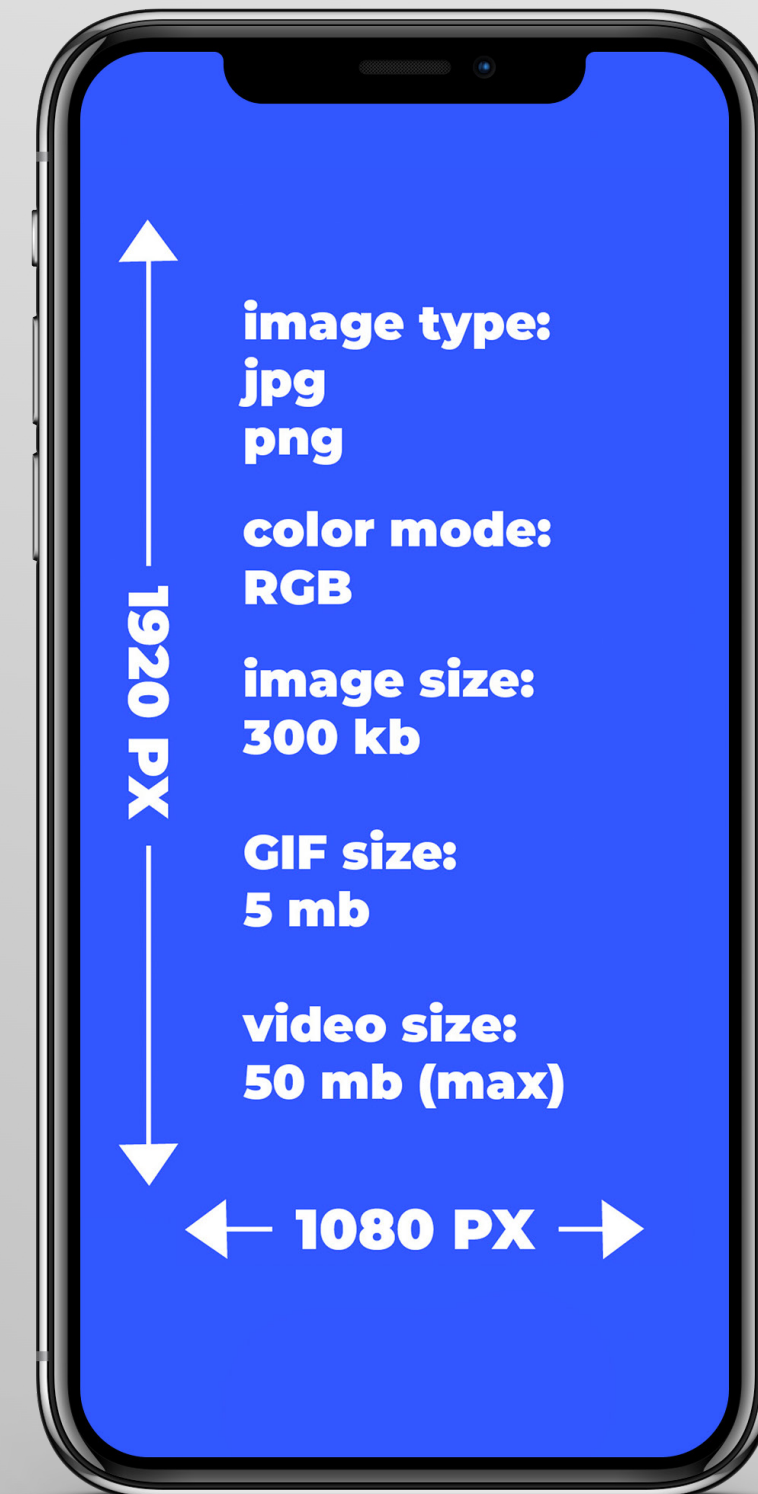 image type:
jpg
png
color mode:
RGB
image size:
300 kb
GIF size:
5 mb
video size:
50 mb (max)
1920 PX
1080 PX